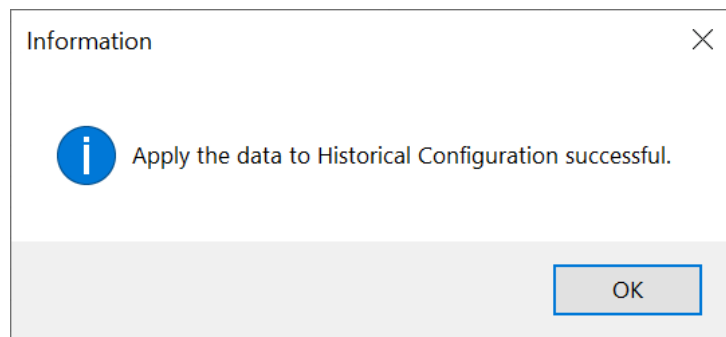 Information
Apply the data to Historical Configuration successful.
OK